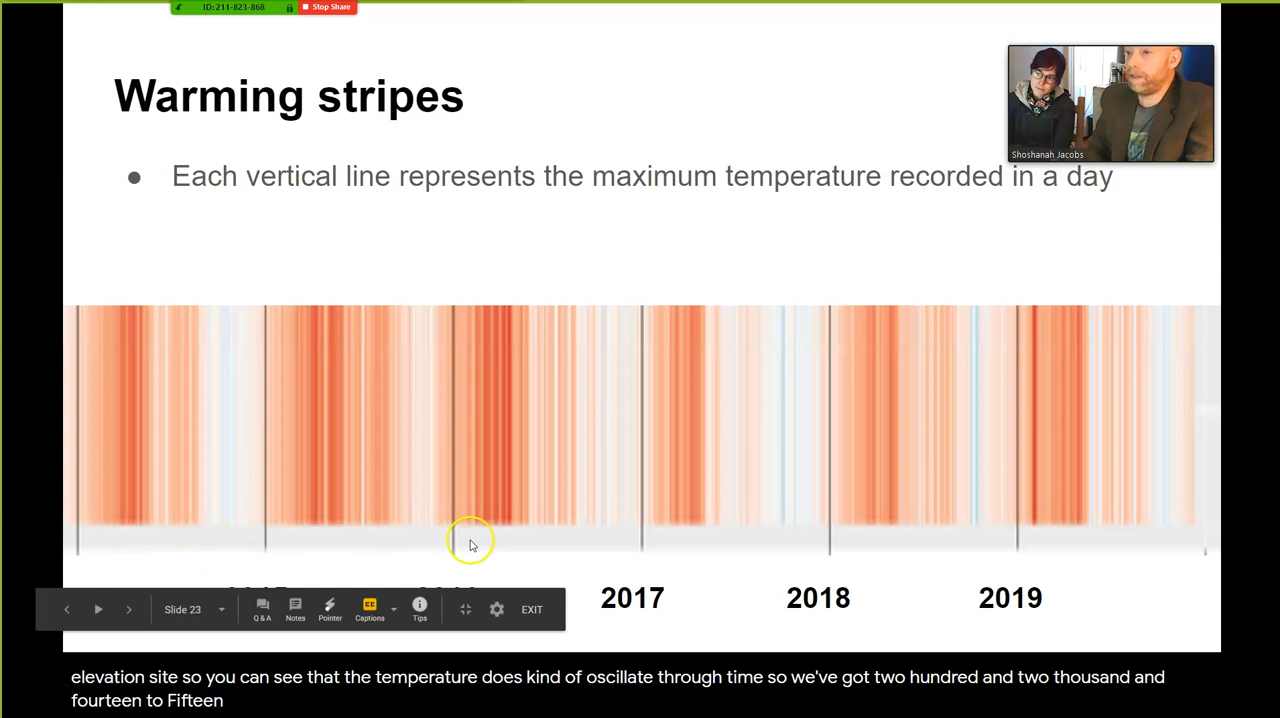 ID: 211-823-868 Stop Share
Warming stripes
Shoshanah Jacobs
● Each vertical line represents the maximum temperature recorded in a day
2017 2018 2019
Slide 23
Q & A Notes Pointer Captions Tips EXIT
elevation site so you can see that the temperature does kind of oscillate through time so we've got two hundred and two thousand and
fourteen to Fifteen